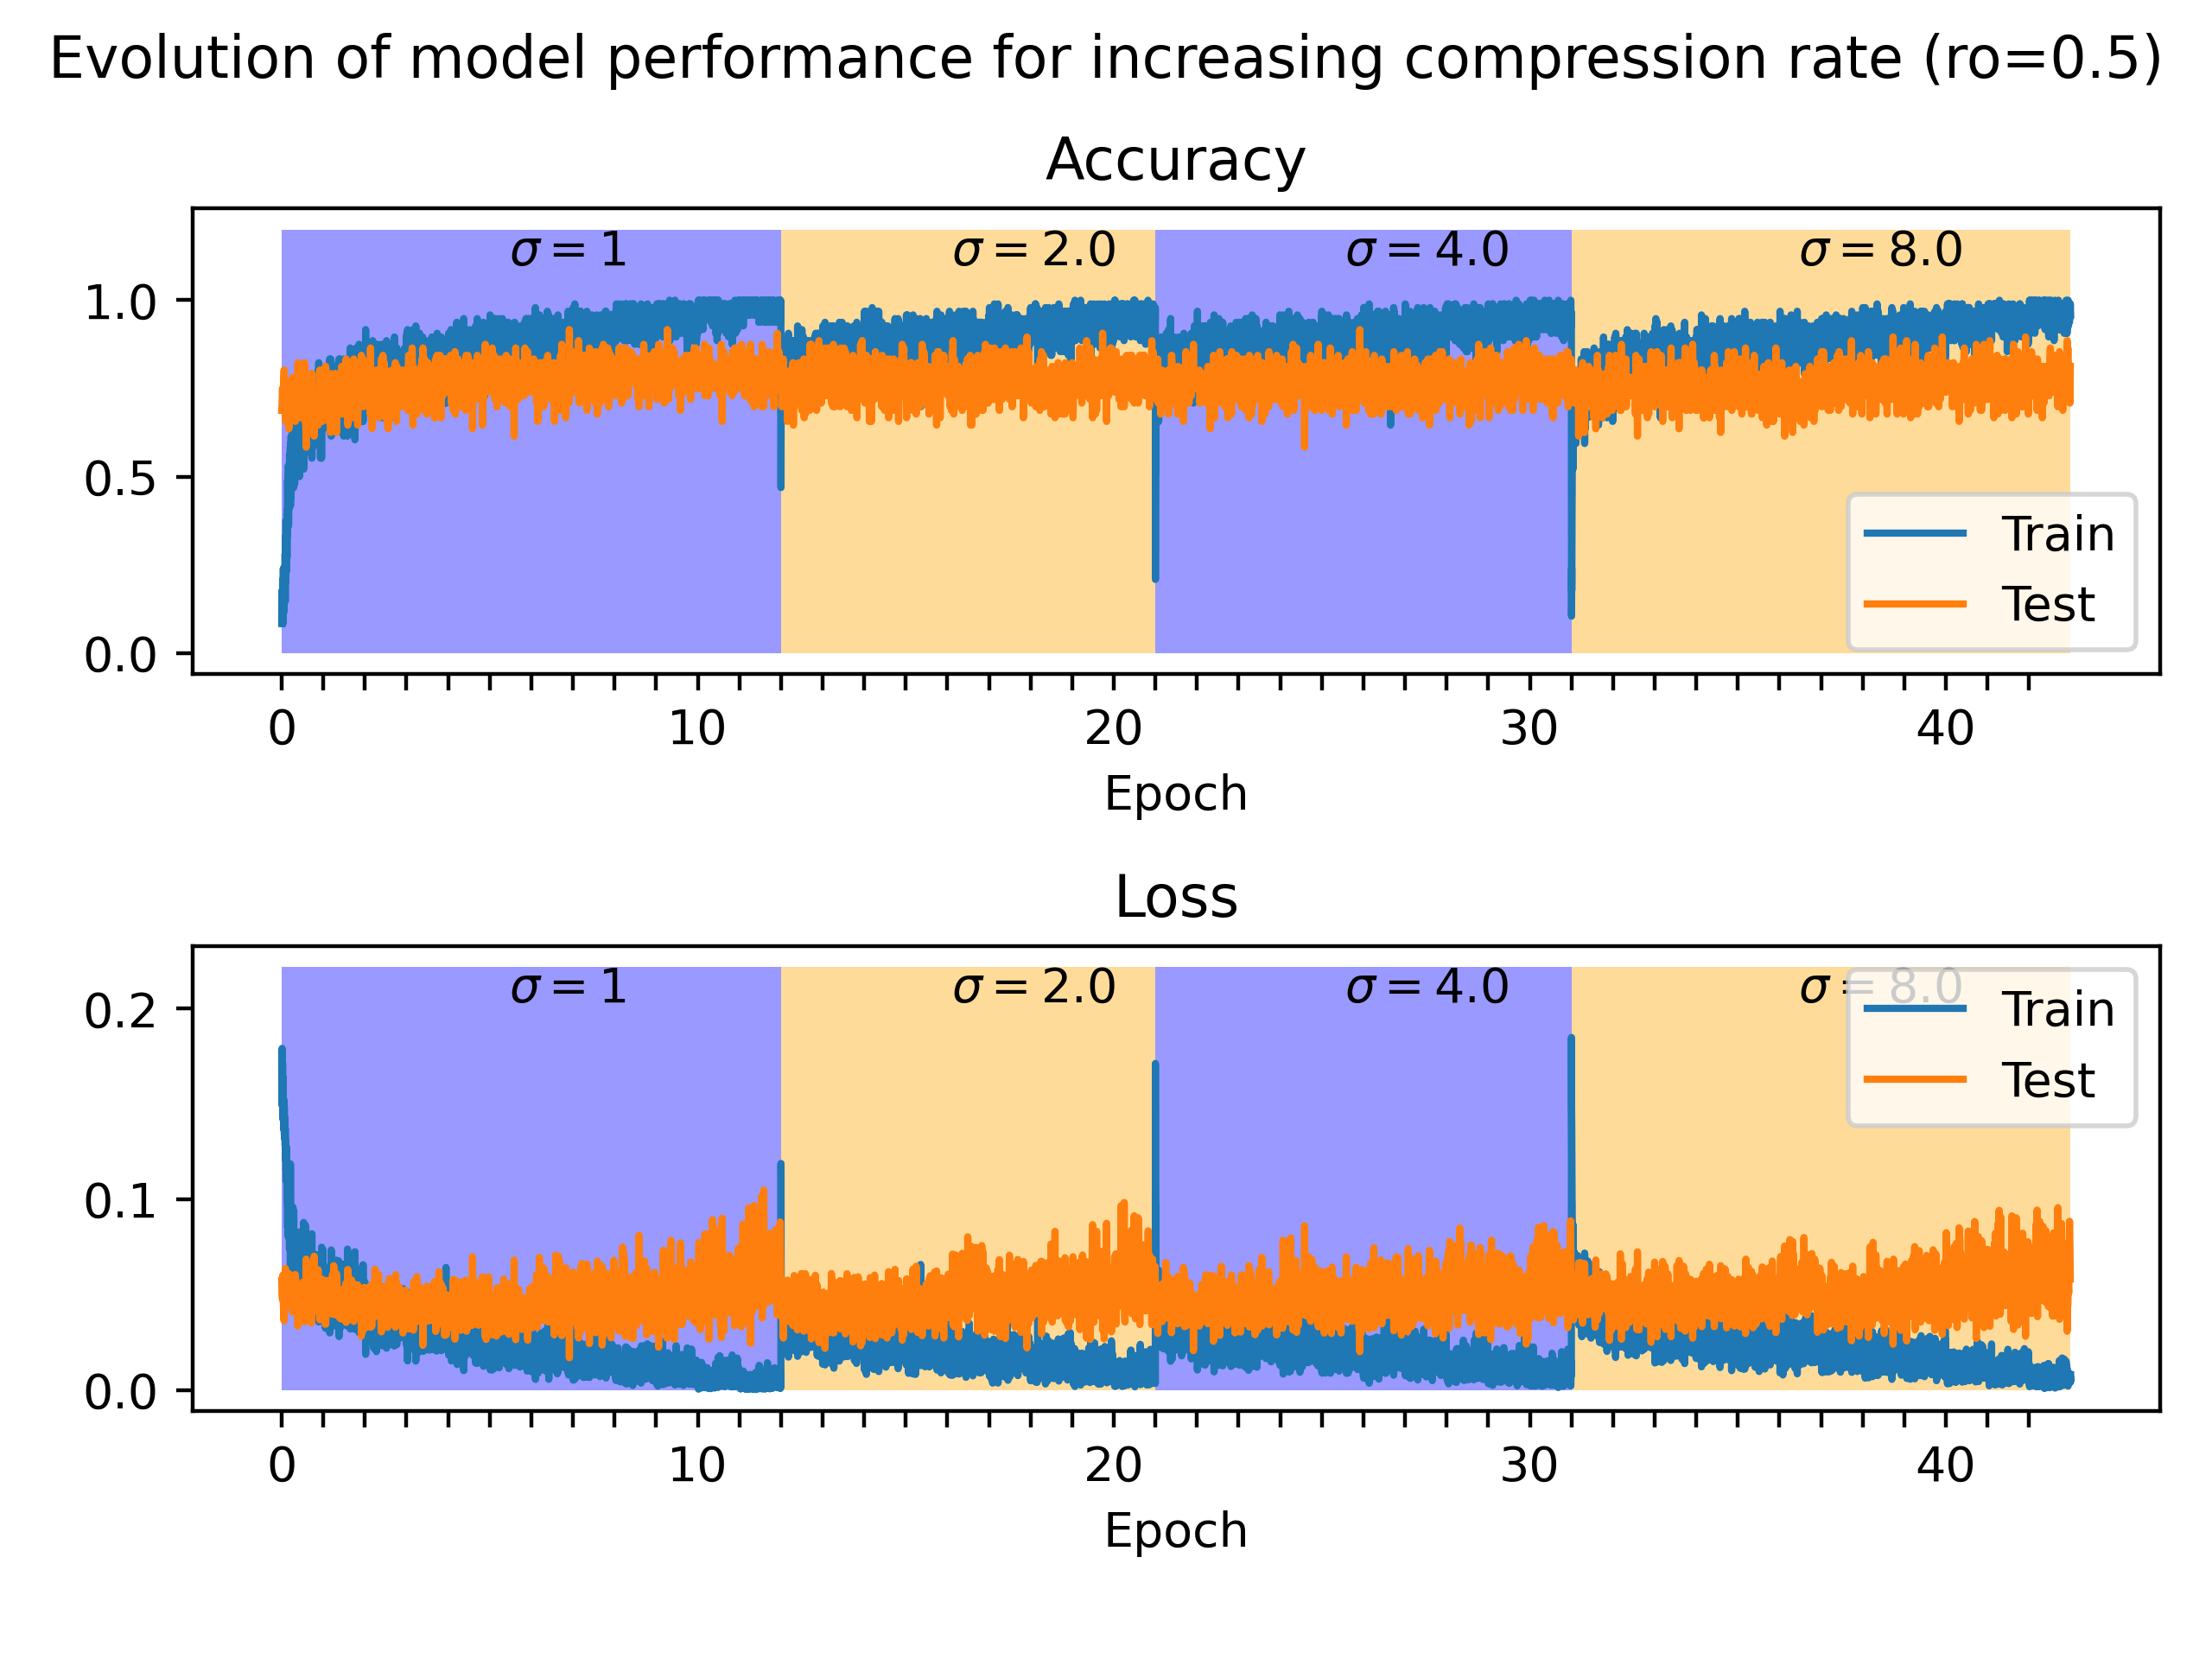 Evolution of model performance for increasing compression rate (ro=0.5)
Accuracy
σ = 1 σ = 2.0 σ = 4.0 σ = 8.0
1.0
0.5
0.0
Train
Test
0 10 20 30 40
Epoch
Loss
σ = 1 σ = 2.0 σ = 4.0 σ = 8.0
0.2
0.1
0.0
Train
Test
0 10 20 30 40
Epoch